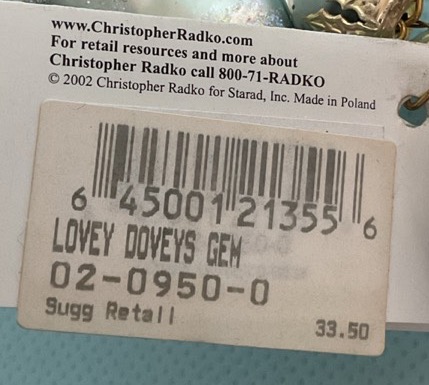 www.ChristopherRadko.com
For retail resources and more about
Christopher Radko call 800-71-RADKO
© 2002 Christopher Radko for Starad, Inc. Made in Poland
6 45001 21355 6
LOVEY DOVEYS GEM
02-0950-0
Sugg Retail 33.50